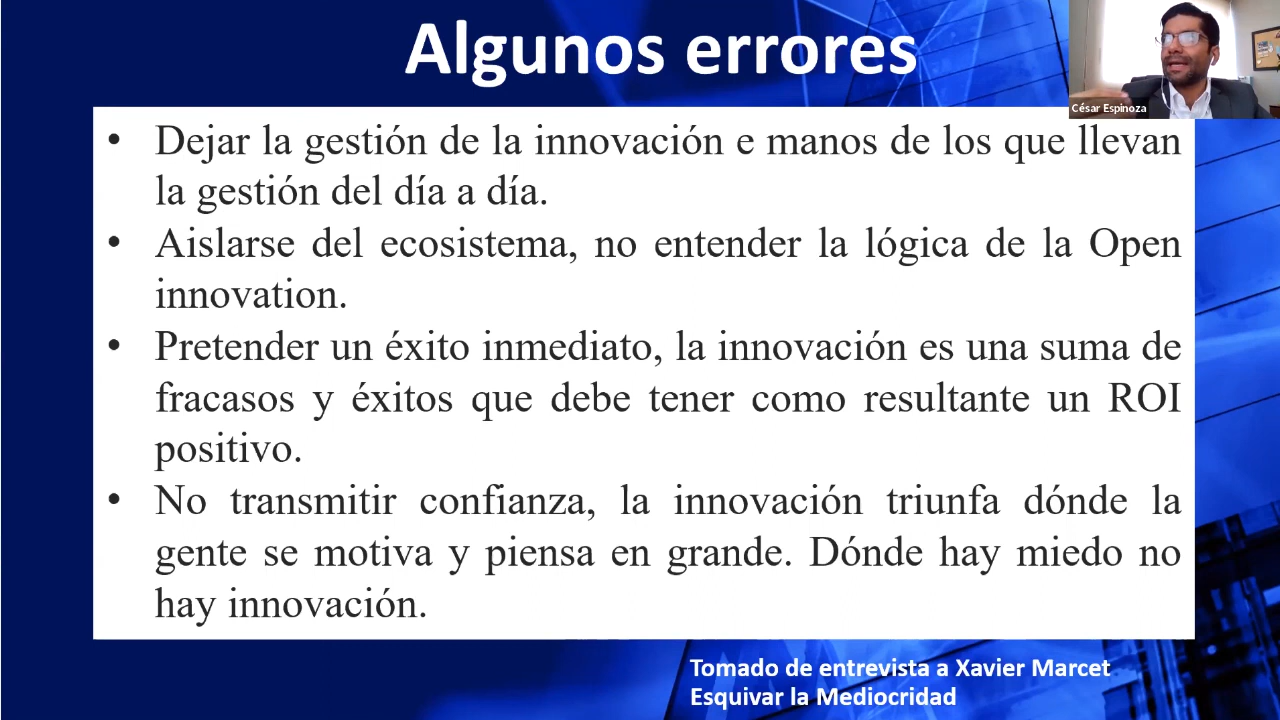 Algunos errores
César Espinoza
• Dejar la gestión de la innovación e manos de los que llevan
la gestión del día a día.
• Aislarse del ecosistema, no entender la lógica de la Open
innovation.
• Pretender un éxito inmediato, la innovación es una suma de
fracasos y éxitos que debe tener como resultante un ROI
positivo.
• No transmitir confianza, la innovación triunfa dónde la
gente se motiva y piensa en grande. Dónde hay miedo no
hay innovación.
Tomado de entrevista a Xavier Marcet
Esquivar la Mediocridad